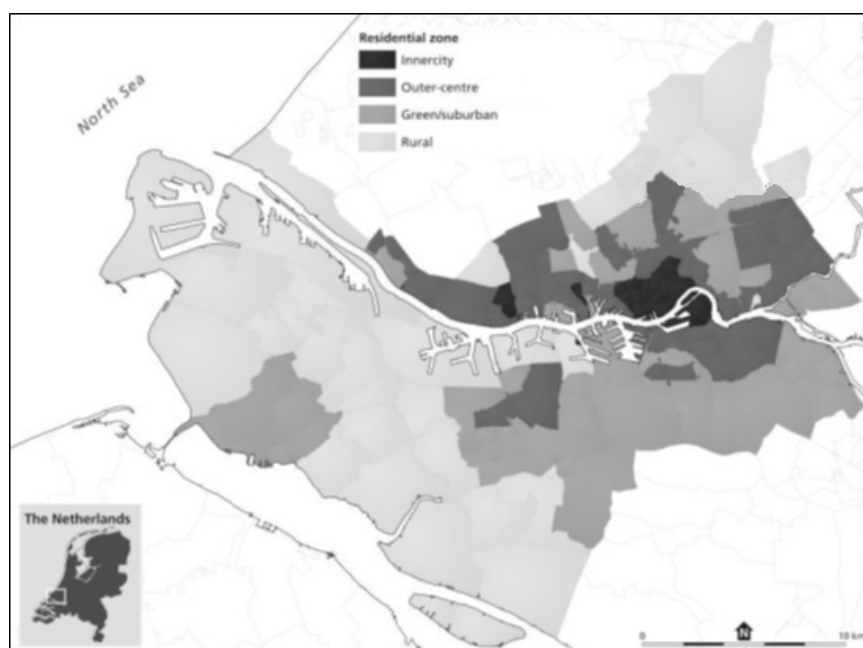 Residential zone
Innercity
Outer-centre
Green/suburban
Rural
North Sea
The Netherlands
N
0
10 km